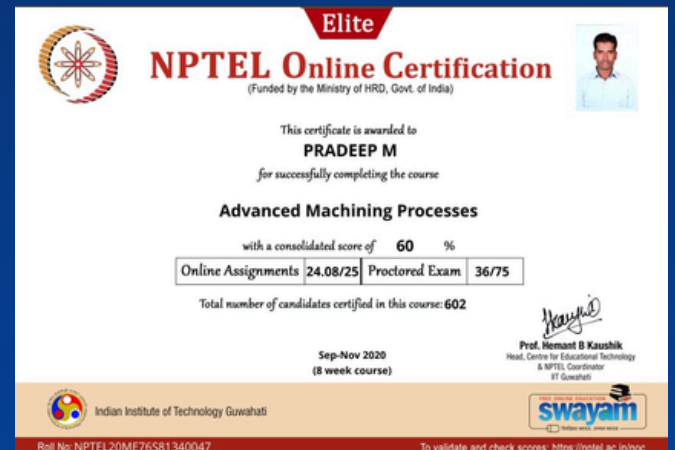 Elite
NPTEL Online Certification
(Funded by the Ministry of HRD, Govt. of India)
This certificate is awarded to
PRADEEP M
for successfully completing the course
Advanced Machining Processes
with a consolidated score of 60 %
Online Assignments 24.08/25 Proctored Exam 36/75
Total number of candidates certified in this course: 602
Sep-Nov 2020
(8 week course)
Prof. Hemant B Kaushik
Head, Centre for Educational Technology
& NPTEL Coordinator
IIT Guwahati
Indian Institute of Technology Guwahati
FREE ONLINE EDUCATION
swayam
Roll No: NPTEL20ME76S81340047
To validate and check scores: https://nptel.ac.in/noc